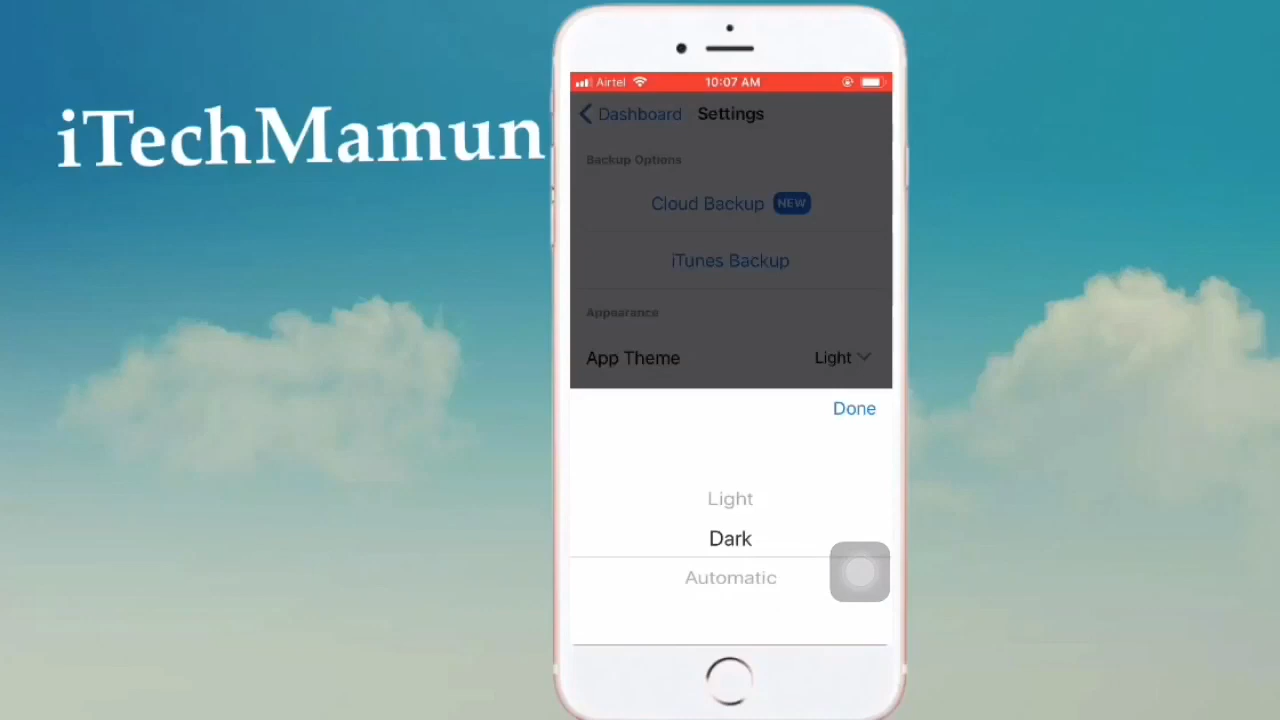 iTechMamun
Airtel 10:07 AM
Dashboard Settings
Backup Options
Cloud Backup NEW
iTunes Backup
Appearance
App Theme Light
Done
Light
Dark
Automatic